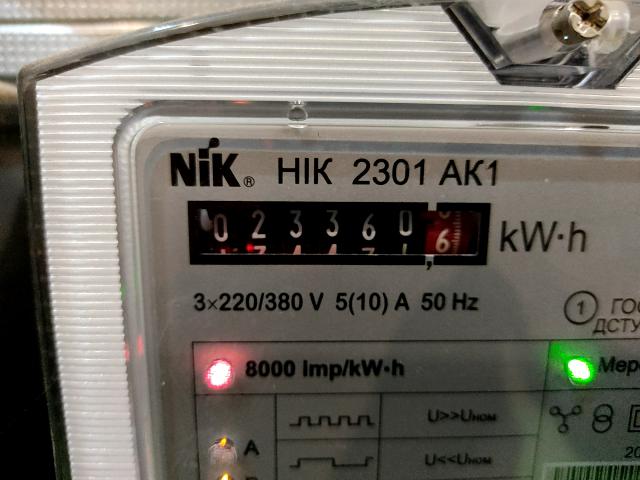 NiK® НІК 2301 АК1
023360 6 kW·h
3×220/380 V 5(10) A 50 Hz
1
8000 imp/kW·h
A
U>>Uном
U<<Uном